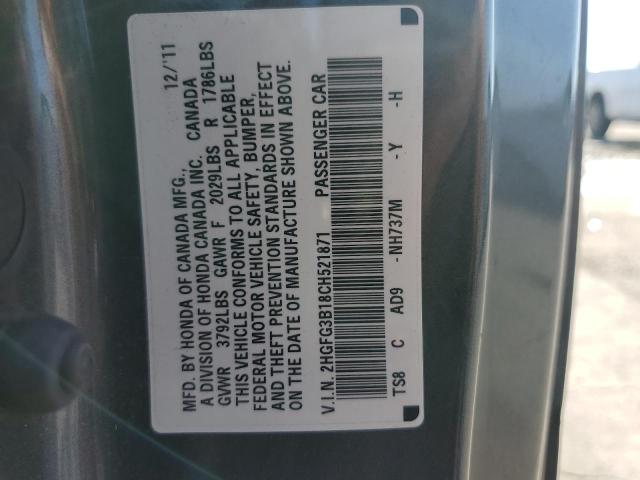 MFD. BY HONDA OF CANADA MFG., 12/'11
A DIVISION OF HONDA CANADA INC. CANADA
GVWR 3792LBS GAWR F 2029LBS R 1786LBS
THIS VEHICLE CONFORMS TO ALL APPLICABLE
FEDERAL MOTOR VEHICLE SAFETY, BUMPER,
AND THEFT PREVENTION STANDARDS IN EFFECT
ON THE DATE OF MANUFACTURE SHOWN ABOVE.
V.I.N. 2HGFG3B18CH521871 PASSENGER CAR
TS8 C AD9 -NH737M -Y -H